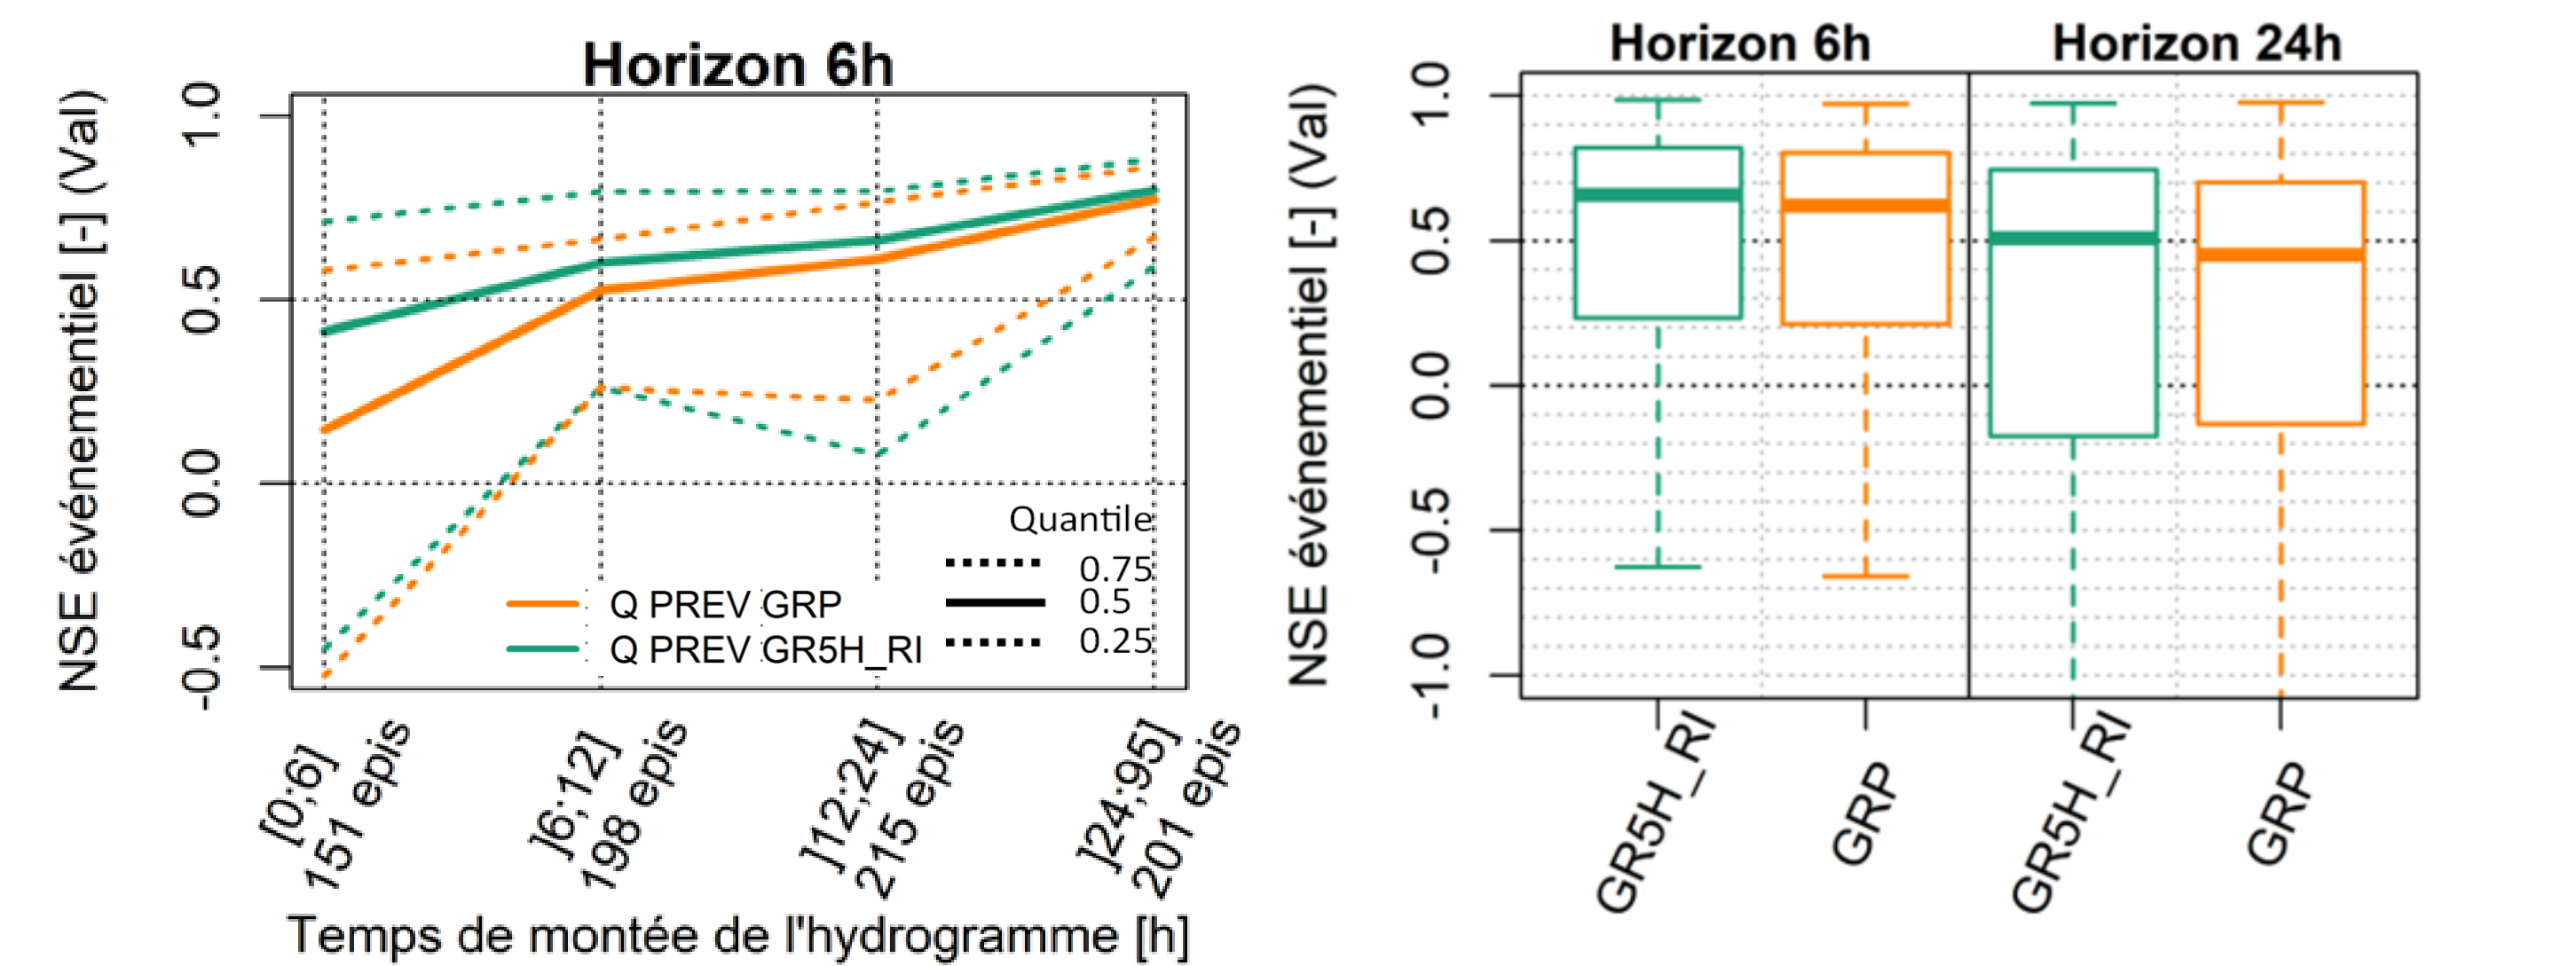 Horizon 6h
NSE événementiel [-] (Val)
1.0
0.5
0.0
-0.5
Quantile
0.75
0.5
0.25
Q PREV GRP
Q PREV GR5H_RI
[0;6]
151 epis
]6;12]
198 epis
]12;24]
215 epis
]24;95]
201 epis
Temps de montée de l'hydrogramme [h]
Horizon 6h
Horizon 24h
NSE événementiel [-] (Val)
1.0
0.5
0.0
-0.5
-1.0
GR5H_RI
GRP
GR5H_RI
GRP